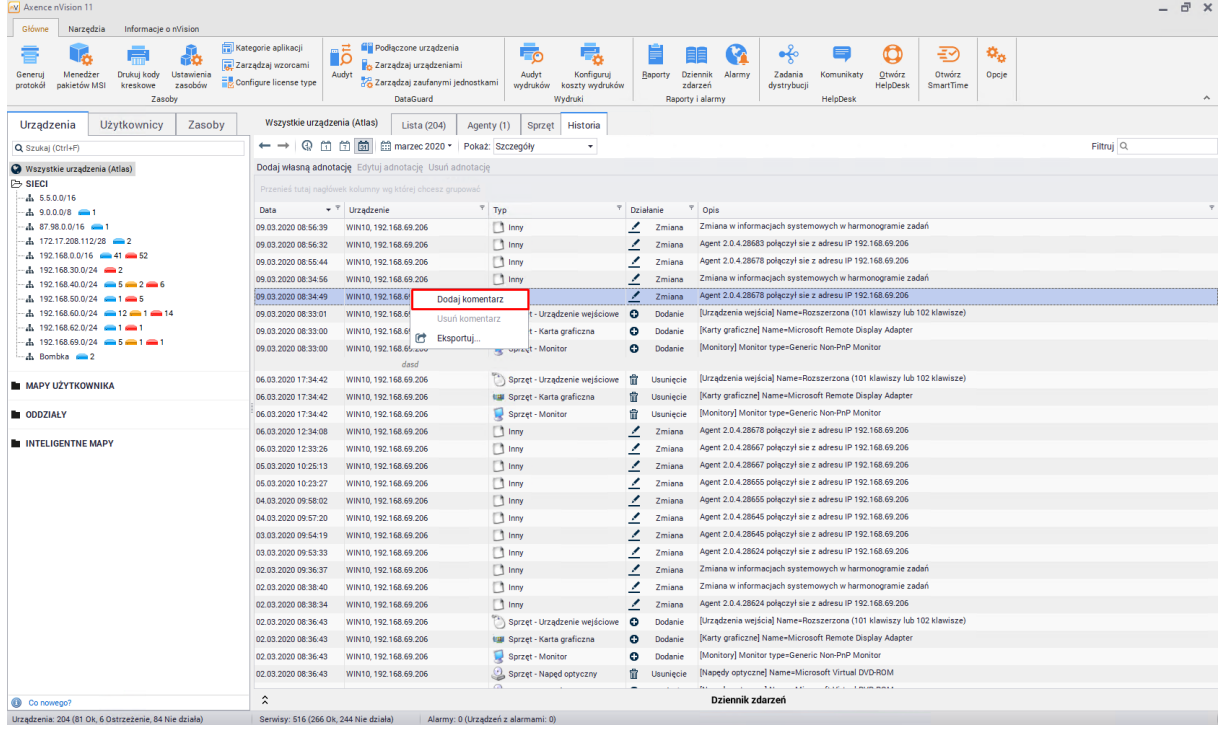 Axence nVision 11
Główne Narzędzia Informacje o nVision
Generuj protokół
Menedżer pakietów MSI
Drukuj kody kreskowe
Ustawienia zasobów
Kategorie aplikacji
Zarządzaj wzorcami
Configure license type
Zasoby
Audyt
Podłączone urządzenia
Zarządzaj urządzeniami
Zarządzaj zaufanymi jednostkami
DataGuard
Audyt wydruków
Konfiguruj koszty wydruków
Wydruki
Raporty
Dziennik zdarzeń
Alarmy
Raporty i alarmy
Zadania dystrybucji
Komunikaty
Otwórz HelpDesk
HelpDesk
Otwórz SmartTime
Opcje
Urządzenia Użytkownicy Zasoby
Szukaj (Ctrl+F)
Wszystkie urządzenia (Atlas)
SIECI
5.5.0.0/16
9.0.0.0/8 1
87.98.0.0/16 1
172.17.208.112/28 2
192.168.0.0/16 41 52
192.168.30.0/24 2
192.168.40.0/24 5 2 6
192.168.50.0/24 1 5
192.168.60.0/24 12 1 14
192.168.62.0/24 1 1
192.168.69.0/24 5 1 1
Bombka 2
MAPY UŻYTKOWNIKA
ODDZIAŁY
INTELIGENTNE MAPY
Co nowego?
Wszystkie urządzenia (Atlas) Lista (204) Agenty (1) Sprzęt Historia
marzec 2020 Pokaż: Szczegóły Filtruj
Dodaj własną adnotację Edytuj adnotację Usuń adnotację
Przenieś tutaj nagłówek kolumny wg której chcesz grupować
Data Urządzenie Typ Działanie Opis
09.03.2020 08:56:39 WIN10, 192.168.69.206 Inny Zmiana Zmiana w informacjach systemowych w harmonogramie zadań
09.03.2020 08:56:32 WIN10, 192.168.69.206 Inny Zmiana Agent 2.0.4.28683 połączył sie z adresu IP 192.168.69.206
09.03.2020 08:55:44 WIN10, 192.168.69.206 Inny Zmiana Agent 2.0.4.28678 połączył sie z adresu IP 192.168.69.206
09.03.2020 08:34:56 WIN10, 192.168.69.206 Inny Zmiana Zmiana w informacjach systemowych w harmonogramie zadań
09.03.2020 08:34:49 WIN10, 192.168.6 Zmiana Agent 2.0.4.28678 połączył sie z adresu IP 192.168.69.206
09.03.2020 08:33:01 WIN10, 192.168.6 t - Urządzenie wejściowe Dodanie [Urządzenia wejścia] Name=Rozszerzona (101 klawiszy lub 102 klawisze)
09.03.2020 08:33:00 WIN10, 192.168.6 t - Karta graficzna Dodanie [Karty graficzne] Name=Microsoft Remote Display Adapter
09.03.2020 08:33:00 WIN10, 192.168.69.206 Sprzęt - Monitor Dodanie [Monitory] Monitor type=Generic Non-PnP Monitor
Dodaj komentarz
Usuń komentarz
Eksportuj...
dasd
06.03.2020 17:34:42 WIN10, 192.168.69.206 Sprzęt - Urządzenie wejściowe Usunięcie [Urządzenia wejścia] Name=Rozszerzona (101 klawiszy lub 102 klawisze)
06.03.2020 17:34:42 WIN10, 192.168.69.206 Sprzęt - Karta graficzna Usunięcie [Karty graficzne] Name=Microsoft Remote Display Adapter
06.03.2020 17:34:42 WIN10, 192.168.69.206 Sprzęt - Monitor Usunięcie [Monitory] Monitor type=Generic Non-PnP Monitor
06.03.2020 12:34:08 WIN10, 192.168.69.206 Inny Zmiana Agent 2.0.4.28678 połączył sie z adresu IP 192.168.69.206
06.03.2020 12:33:26 WIN10, 192.168.69.206 Inny Zmiana Agent 2.0.4.28667 połączył sie z adresu IP 192.168.69.206
05.03.2020 10:25:13 WIN10, 192.168.69.206 Inny Zmiana Agent 2.0.4.28667 połączył sie z adresu IP 192.168.69.206
05.03.2020 10:23:27 WIN10, 192.168.69.206 Inny Zmiana Agent 2.0.4.28655 połączył sie z adresu IP 192.168.69.206
04.03.2020 09:58:02 WIN10, 192.168.69.206 Inny Zmiana Agent 2.0.4.28655 połączył sie z adresu IP 192.168.69.206
04.03.2020 09:57:20 WIN10, 192.168.69.206 Inny Zmiana Agent 2.0.4.28645 połączył sie z adresu IP 192.168.69.206
03.03.2020 09:54:19 WIN10, 192.168.69.206 Inny Zmiana Agent 2.0.4.28645 połączył sie z adresu IP 192.168.69.206
03.03.2020 09:53:33 WIN10, 192.168.69.206 Inny Zmiana Agent 2.0.4.28624 połączył sie z adresu IP 192.168.69.206
02.03.2020 09:36:37 WIN10, 192.168.69.206 Inny Zmiana Zmiana w informacjach systemowych w harmonogramie zadań
02.03.2020 08:38:40 WIN10, 192.168.69.206 Inny Zmiana Zmiana w informacjach systemowych w harmonogramie zadań
02.03.2020 08:38:34 WIN10, 192.168.69.206 Inny Zmiana Agent 2.0.4.28624 połączył sie z adresu IP 192.168.69.206
02.03.2020 08:36:43 WIN10, 192.168.69.206 Sprzęt - Urządzenie wejściowe Dodanie [Urządzenia wejścia] Name=Rozszerzona (101 klawiszy lub 102 klawisze)
02.03.2020 08:36:43 WIN10, 192.168.69.206 Sprzęt - Karta graficzna Dodanie [Karty graficzne] Name=Microsoft Remote Display Adapter
02.03.2020 08:36:43 WIN10, 192.168.69.206 Sprzęt - Monitor Dodanie [Monitory] Monitor type=Generic Non-PnP Monitor
02.03.2020 08:36:43 WIN10, 192.168.69.206 Sprzęt - Napęd optyczny Usunięcie [Napędy optyczne] Name=Microsoft Virtual DVD-ROM
Dziennik zdarzeń
Urządzenia: 204 (81 Ok, 6 Ostrzeżenie, 84 Nie działa) Serwisy: 516 (266 Ok, 244 Nie działa) Alarmy: 0 (Urządzeń z alarmami: 0)